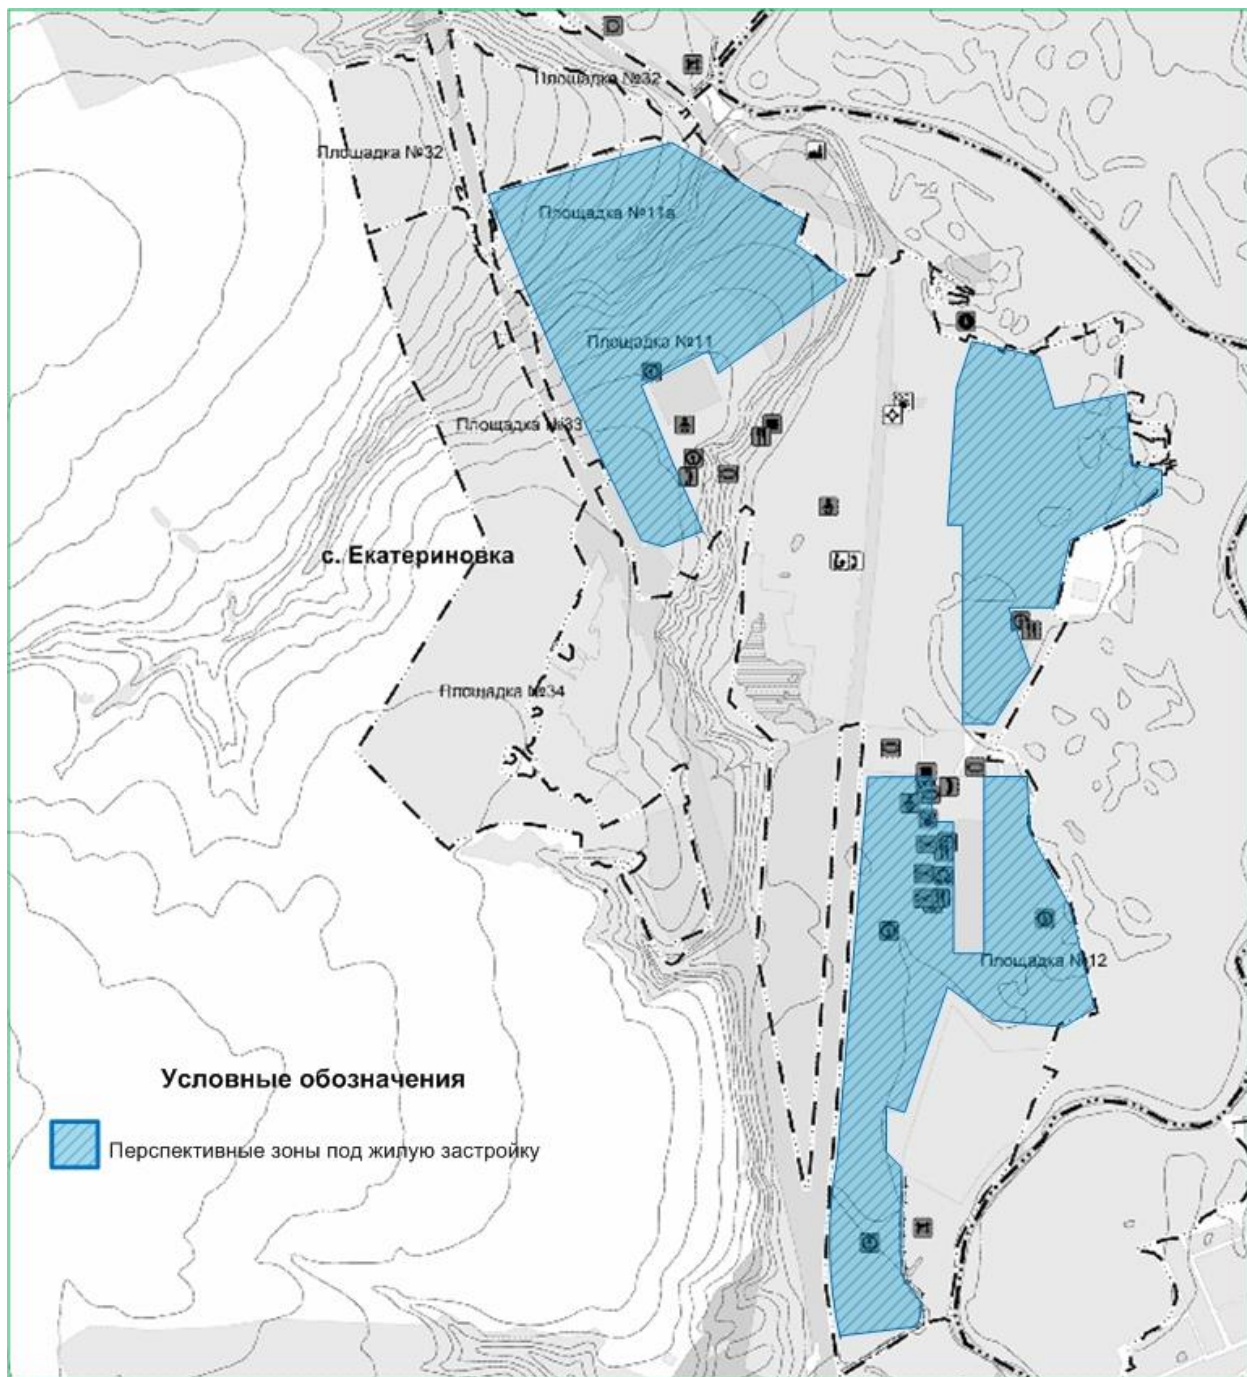 Площадка №32
Площадка №32
Площадка №11а
Площадка №11
Площадка №33
с. Екатериновка
Площадка №34
Площадка №12
Условные обозначения
Перспективные зоны под жилую застройку